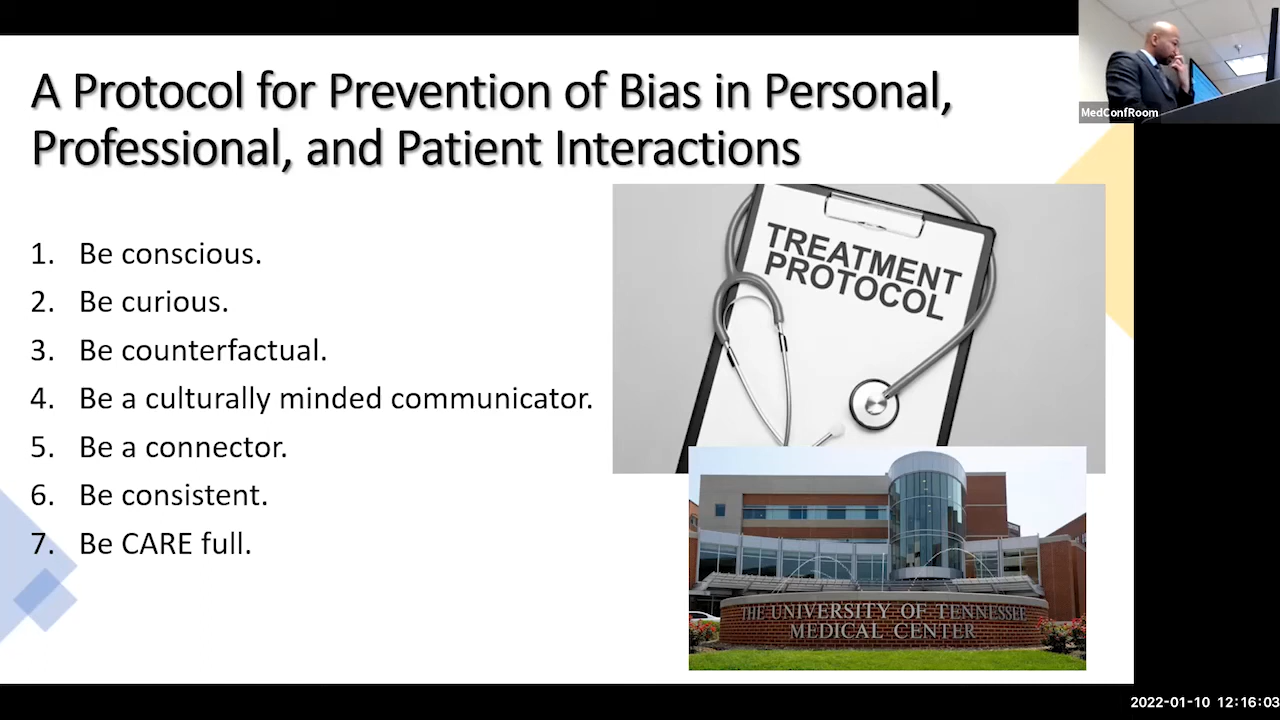 A Protocol for Prevention of Bias in Personal,
Professional, and Patient Interactions
MedConfRoom
1. Be conscious.
2. Be curious.
3. Be counterfactual.
4. Be a culturally minded communicator.
5. Be a connector.
6. Be consistent.
7. Be CARE full.
TREATMENT
PROTOCOL
THE UNIVERSITY OF TENNESSEE
MEDICAL CENTER
2022-01-10 12:16:03